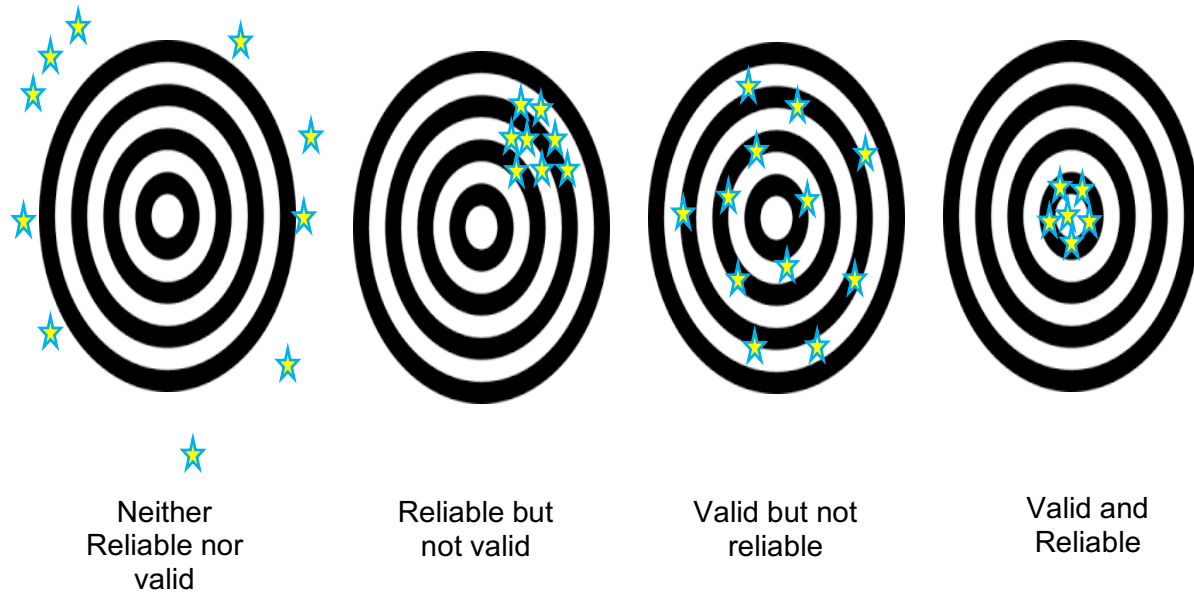 Neither
Reliable nor
valid
Reliable but
not valid
Valid but not
reliable
Valid and
Reliable